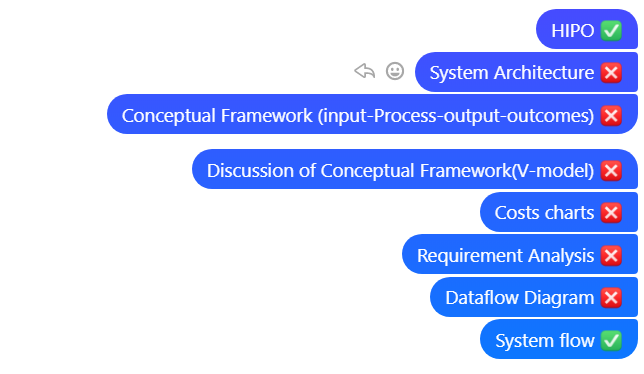 HIPO ✅
System Architecture ❌
Conceptual Framework (input-Process-output-outcomes) ❌
Discussion of Conceptual Framework(V-model) ❌
Costs charts ❌
Requirement Analysis ❌
Dataflow Diagram ❌
System flow ✅